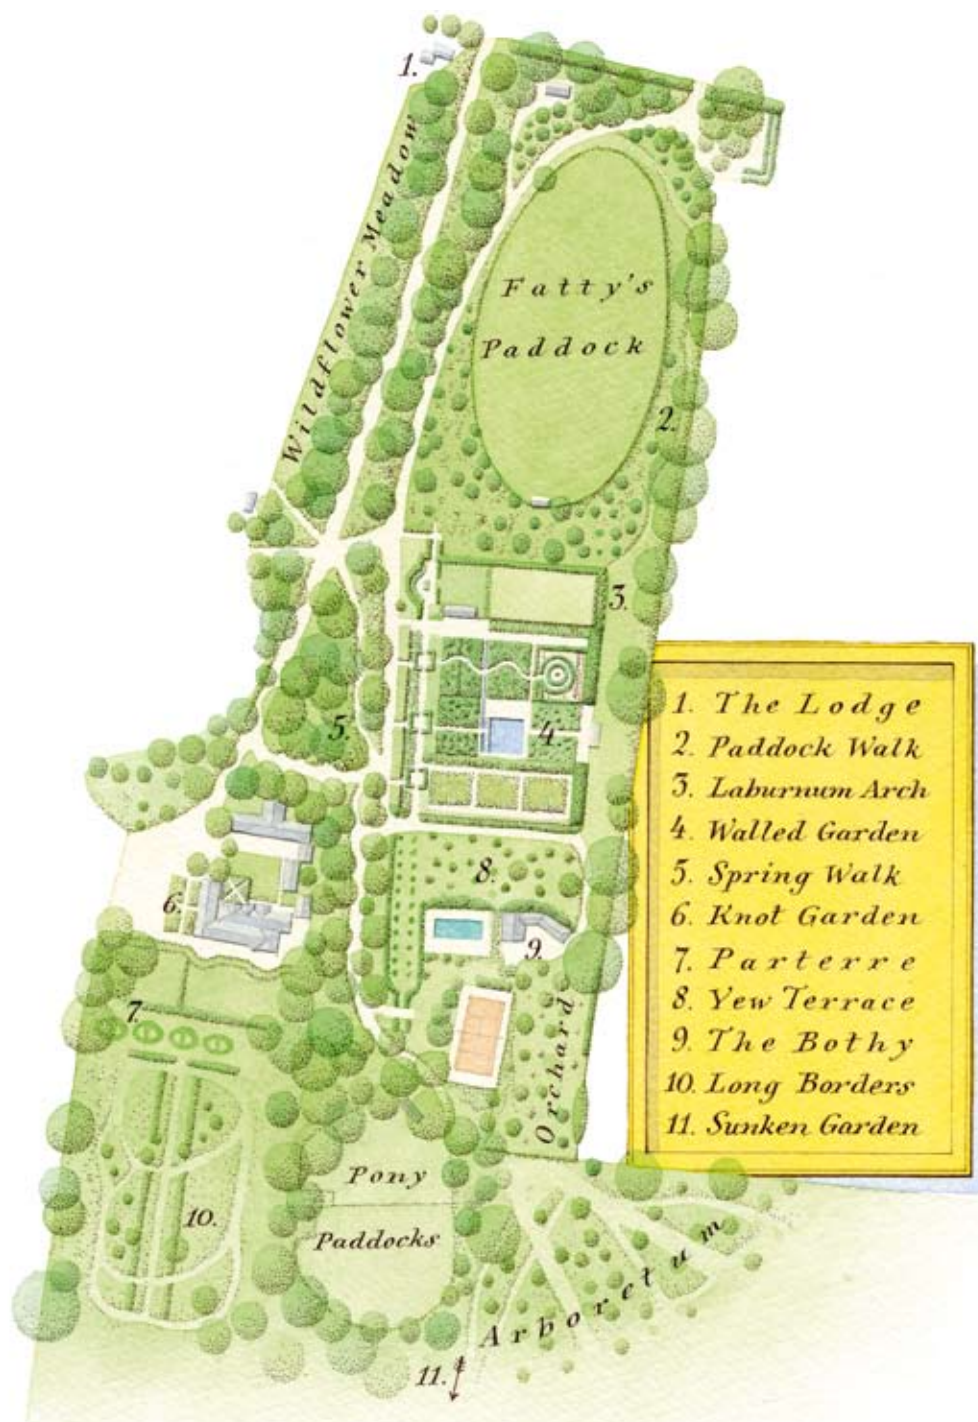 1.
Wildflower Meadow
Fatty's
Paddock
2.
3.
4.
5.
6.
7.
8.
9.
Orchard
Pony
Paddocks
10.
Arboretum
11.
1. The Lodge
2. Paddock Walk
3. Laburnum Arch
4. Walled Garden
5. Spring Walk
6. Knot Garden
7. Parterre
8. Yew Terrace
9. The Bothy
10. Long Borders
11. Sunken Garden